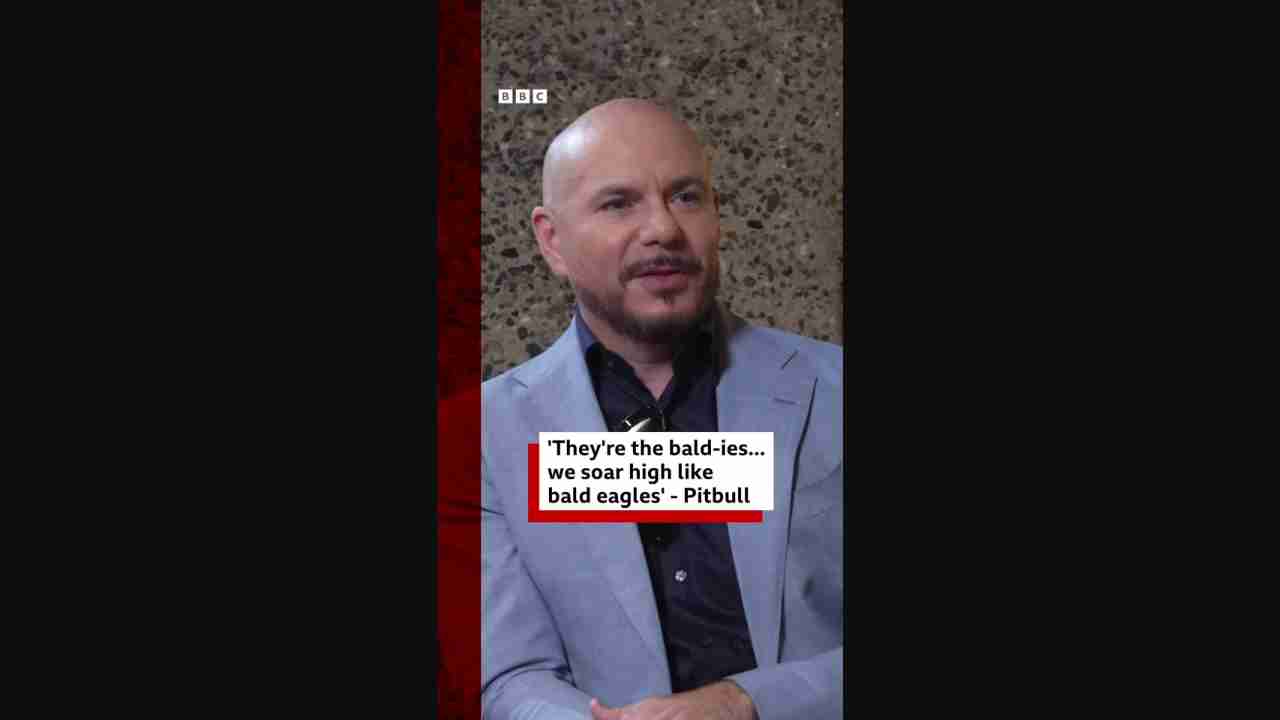 BBC
'They're the bald-ies...
we soar high like
bald eagles' - Pitbull